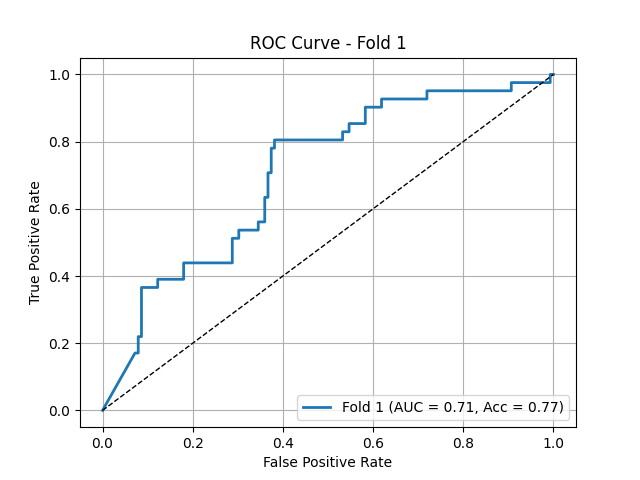 ROC Curve - Fold 1
True Positive Rate
1.0
0.8
0.6
0.4
0.2
0.0
Fold 1 (AUC = 0.71, Acc = 0.77)
0.0 0.2 0.4 0.6 0.8 1.0
False Positive Rate